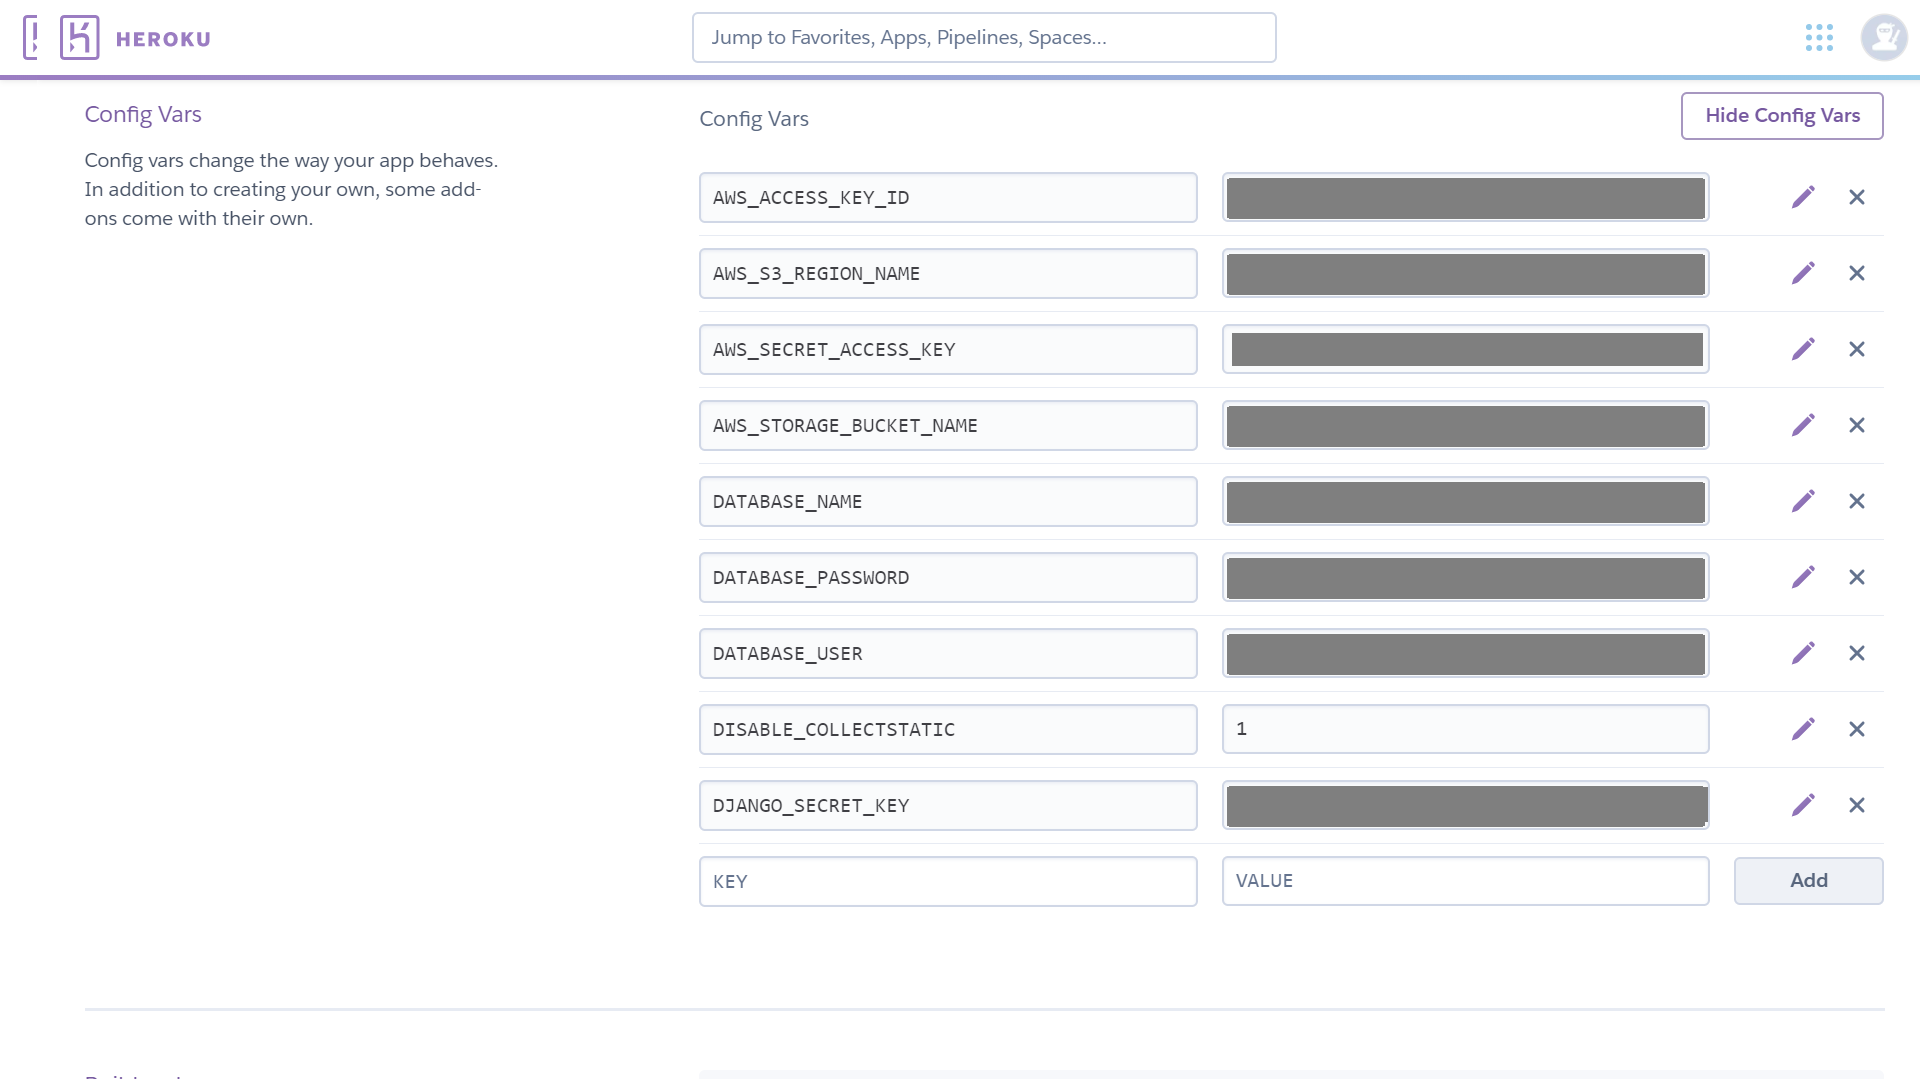 HEROKU
Jump to Favorites, Apps, Pipelines, Spaces...
Config Vars
Config vars change the way your app behaves.
In addition to creating your own, some add-
ons come with their own.
Config Vars
Hide Config Vars
AWS_ACCESS_KEY_ID
AWS_S3_REGION_NAME
AWS_SECRET_ACCESS_KEY
AWS_STORAGE_BUCKET_NAME
DATABASE_NAME
DATABASE_PASSWORD
DATABASE_USER
DISABLE_COLLECTSTATIC 1
DJANGO_SECRET_KEY
KEY VALUE Add